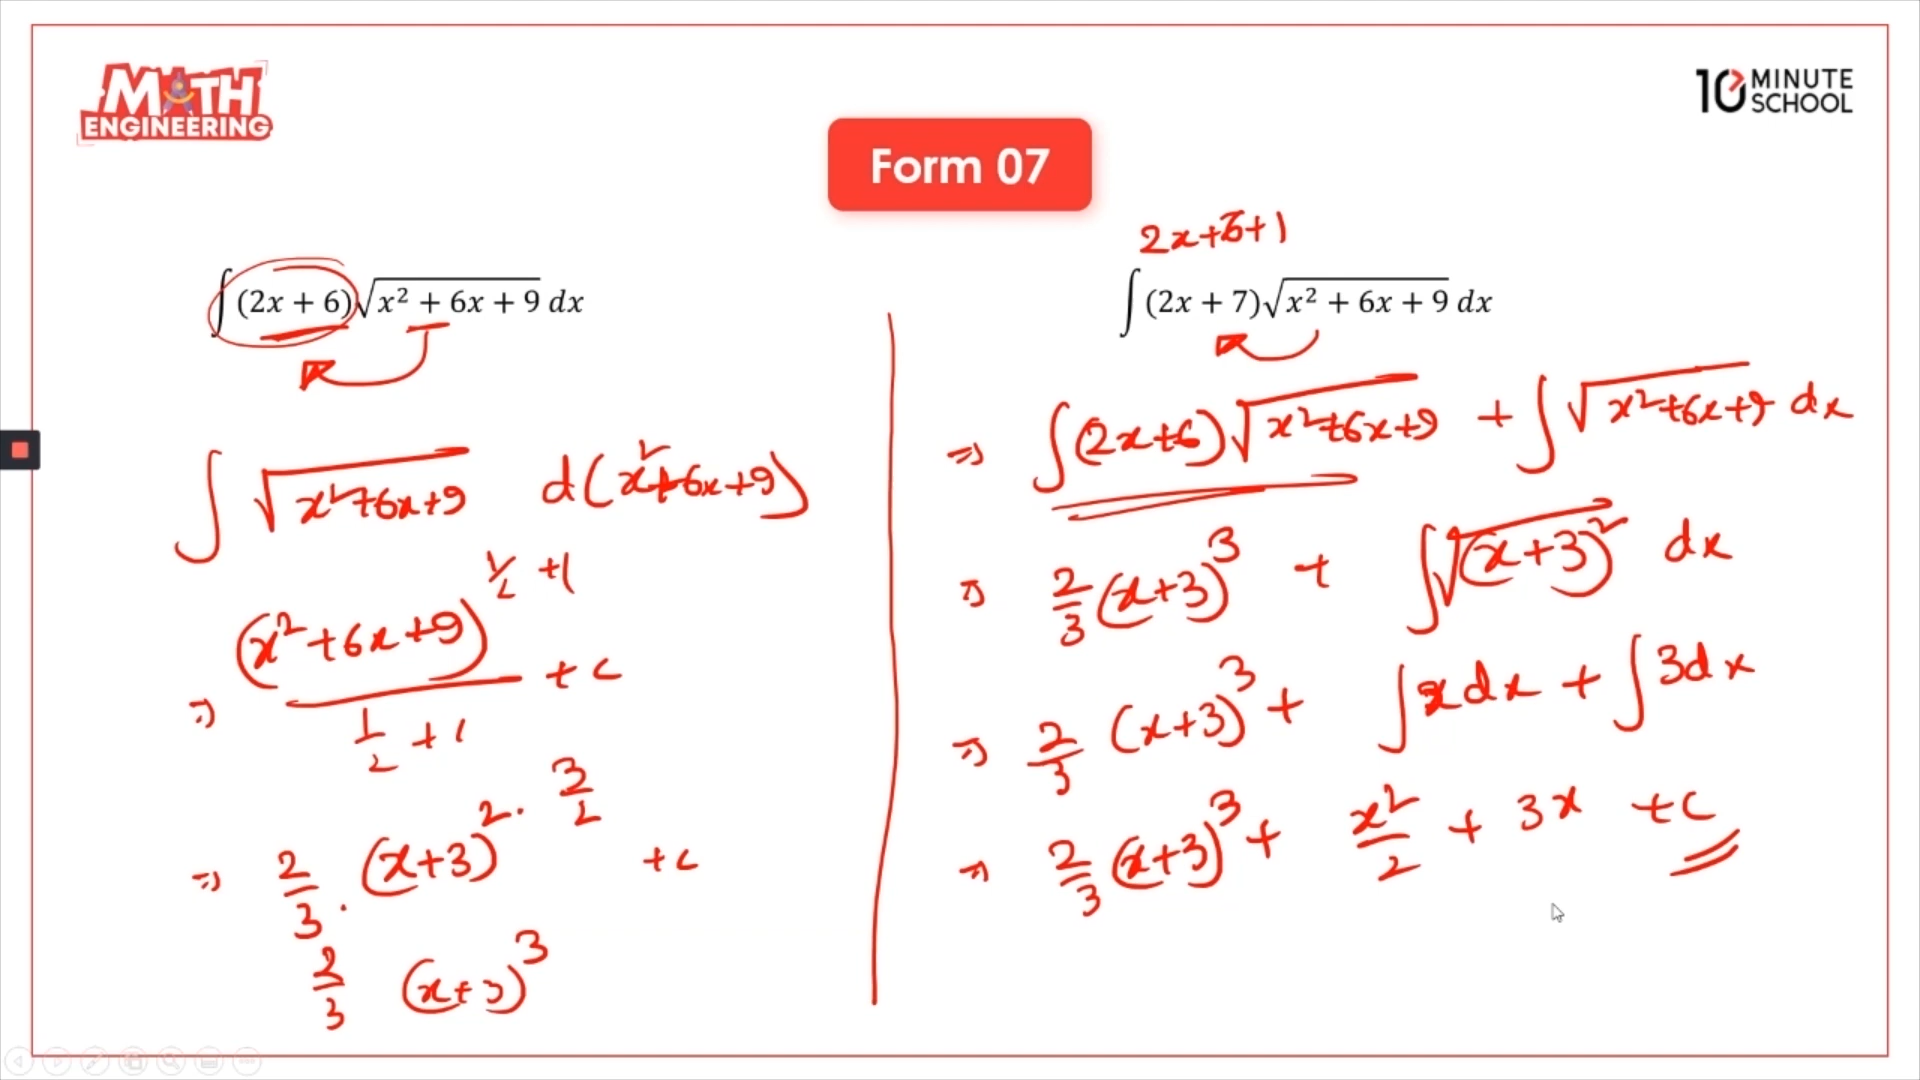 MATH
ENGINEERING
10 MINUTE
SCHOOL
Form 07
∫(2x + 6)√(x² + 6x + 9) dx
∫ √(x²+6x+9) d(x²+6x+9)
⇒ (x²+6x+9)^(1/2 +1) / (1/2 +1) + c
⇒ 2/3 . (x+3)^(2 . 3/2) + c
2/3 (x+3)³
2x+6+1
∫(2x + 7)√(x² + 6x + 9) dx
⇒ ∫(2x+6)√(x²+6x+9) + ∫√(x²+6x+9) dx
⇒ 2/3 (x+3)³ + ∫√((x+3)²) dx
⇒ 2/3 (x+3)³ + ∫x dx + ∫3dx
⇒ 2/3 (x+3)³ + x²/2 + 3x + c